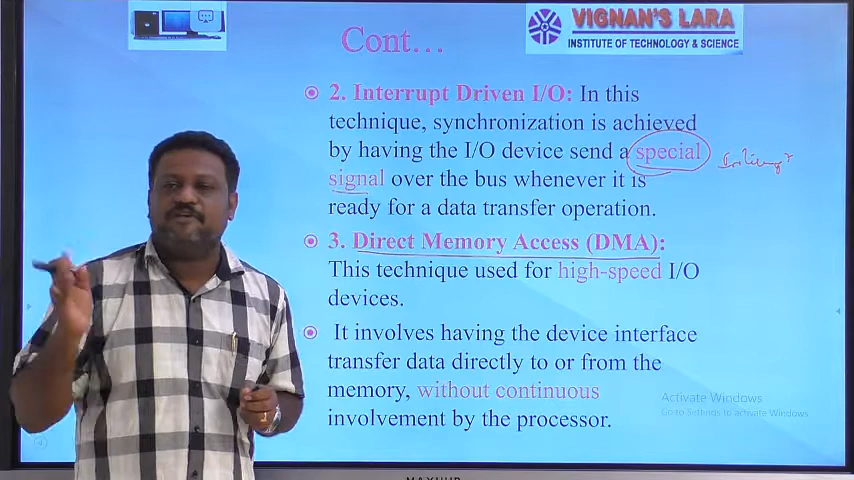 VIGNAN'S LARA
INSTITUTE OF TECHNOLOGY & SCIENCE
Cont…
2. Interrupt Driven I/O: In this
technique, synchronization is achieved
by having the I/O device send a special
signal over the bus whenever it is
ready for a data transfer operation.
3. Direct Memory Access (DMA):
This technique used for high-speed I/O
devices.
It involves having the device interface
transfer data directly to or from the
memory, without continuous
involvement by the processor.
Activate Windows
Go to Settings to activate Windows
4
MAXHUB